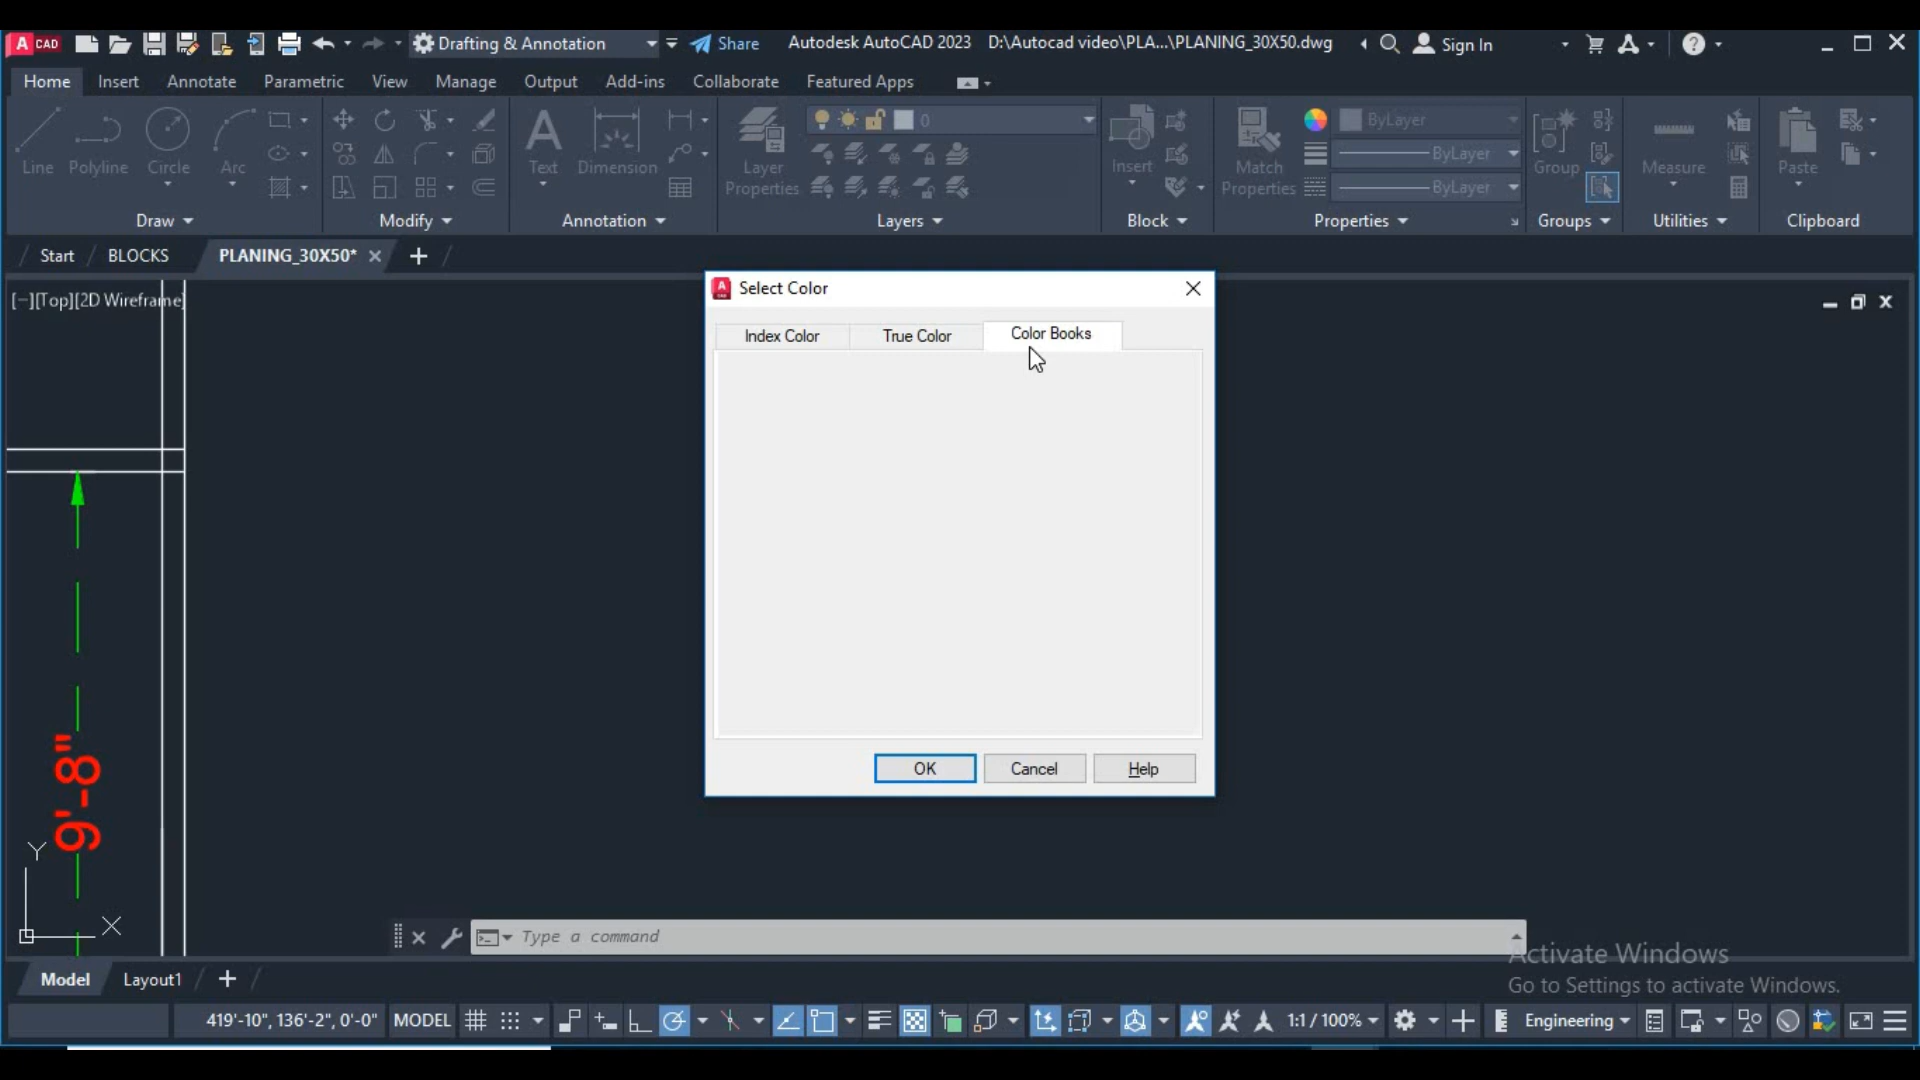 A CAD
Drafting & Annotation
Share
Autodesk AutoCAD 2023
D:\Autocad video\PLA...\PLANING_30X50.dwg
Sign In
Home
Insert
Annotate
Parametric
View
Manage
Output
Add-ins
Collaborate
Featured Apps
Line
Polyline
Circle
Arc
Text
Dimension
Layer
Properties
0
Insert
Match
Properties
ByLayer
ByLayer
ByLayer
Group
Measure
Paste
Draw
Modify
Annotation
Layers
Block
Properties
Groups
Utilities
Clipboard
Start
BLOCKS
PLANING_30X50*
[−][Top][2D Wireframe]
Select Color
Index Color
True Color
Color Books
OK
Cancel
Help
9'-8"
Y
X
Type a command
Activate Windows
Go to Settings to activate Windows.
Model
Layout1
419'-10", 136'-2", 0'-0"
MODEL
1:1 / 100%
Engineering